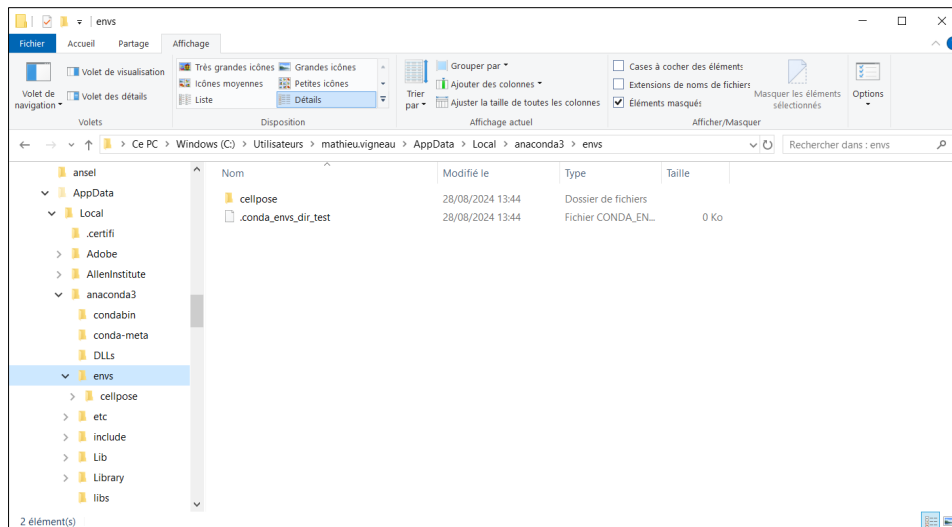 envs
Fichier Accueil Partage Affichage
Volet de navigation
Volet de visualisation
Volet des détails
Volets
Très grandes icônes Grandes icônes
Icônes moyennes Petites icônes
Liste Détails
Disposition
Trier par
Grouper par
Ajouter des colonnes
Ajuster la taille de toutes les colonnes
Affichage actuel
Cases à cocher des éléments
Extensions de noms de fichiers
Éléments masqués
Masquer les éléments sélectionnés
Afficher/Masquer
Options
Ce PC > Windows (C:) > Utilisateurs > mathieu.vigneau > AppData > Local > anaconda3 > envs
Rechercher dans : envs
ansel
AppData
Local
.certifi
Adobe
AllenInstitute
anaconda3
condabin
conda-meta
DLLs
envs
cellpose
etc
include
Lib
Library
libs
Nom Modifié le Type Taille
cellpose 28/08/2024 13:44 Dossier de fichiers
.conda_envs_dir_test 28/08/2024 13:44 Fichier CONDA_EN... 0 Ko
2 élément(s)